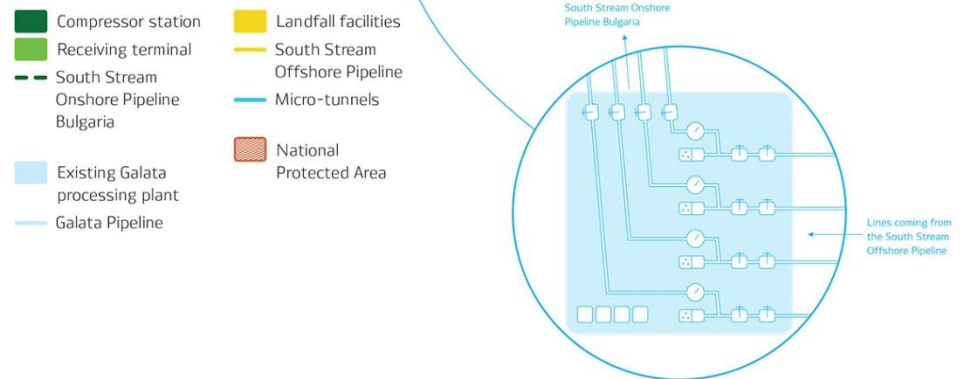 Compressor station
Receiving terminal
South Stream
Onshore Pipeline
Bulgaria
Existing Galata
processing plant
Galata Pipeline
Landfall facilities
South Stream
Offshore Pipeline
Micro-tunnels
National
Protected Area
South Stream Onshore
Pipeline Bulgaria
Lines coming from
the South Stream
Offshore Pipeline